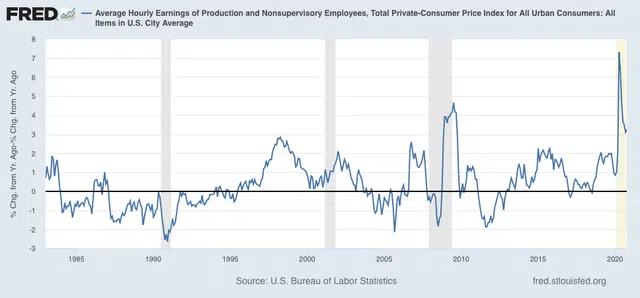 FRED
Average Hourly Earnings of Production and Nonsupervisory Employees, Total Private-Consumer Price Index for All Urban Consumers: All
Items in U.S. City Average
% Chg. from Yr. Ago-% Chg. from Yr. Ago
8
7
6
5
4
3
2
1
0
-1
-2
-3
1985 1990 1995 2000 2005 2010 2015 2020
Source: U.S. Bureau of Labor Statistics fred.stlouisfed.org